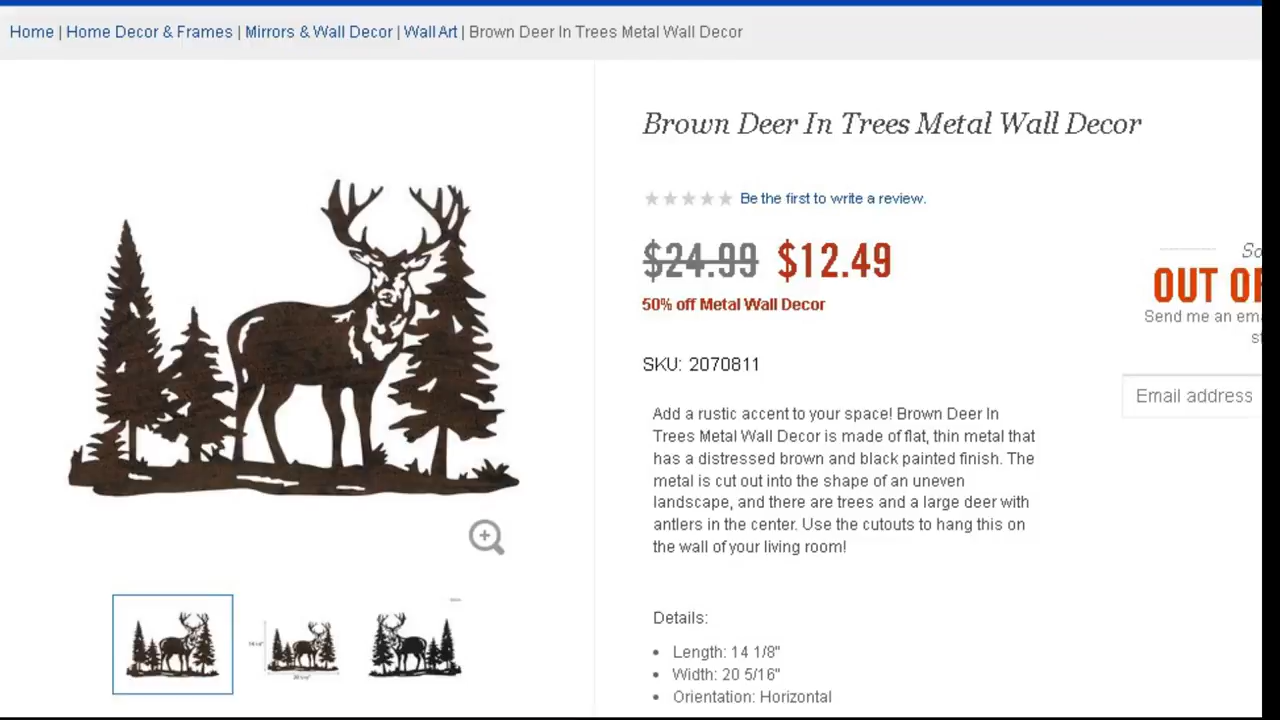 Home | Home Decor & Frames | Mirrors & Wall Decor | Wall Art | Brown Deer In Trees Metal Wall Decor
Brown Deer In Trees Metal Wall Decor
Be the first to write a review.
$24.99 $12.49
50% off Metal Wall Decor
SKU: 2070811
Add a rustic accent to your space! Brown Deer In
Trees Metal Wall Decor is made of flat, thin metal that
has a distressed brown and black painted finish. The
metal is cut out into the shape of an uneven
landscape, and there are trees and a large deer with
antlers in the center. Use the cutouts to hang this on
the wall of your living room!
Details:
• Length: 14 1/8"
• Width: 20 5/16"
• Orientation: Horizontal
So
OUT OF
Send me an ema
st
Email address